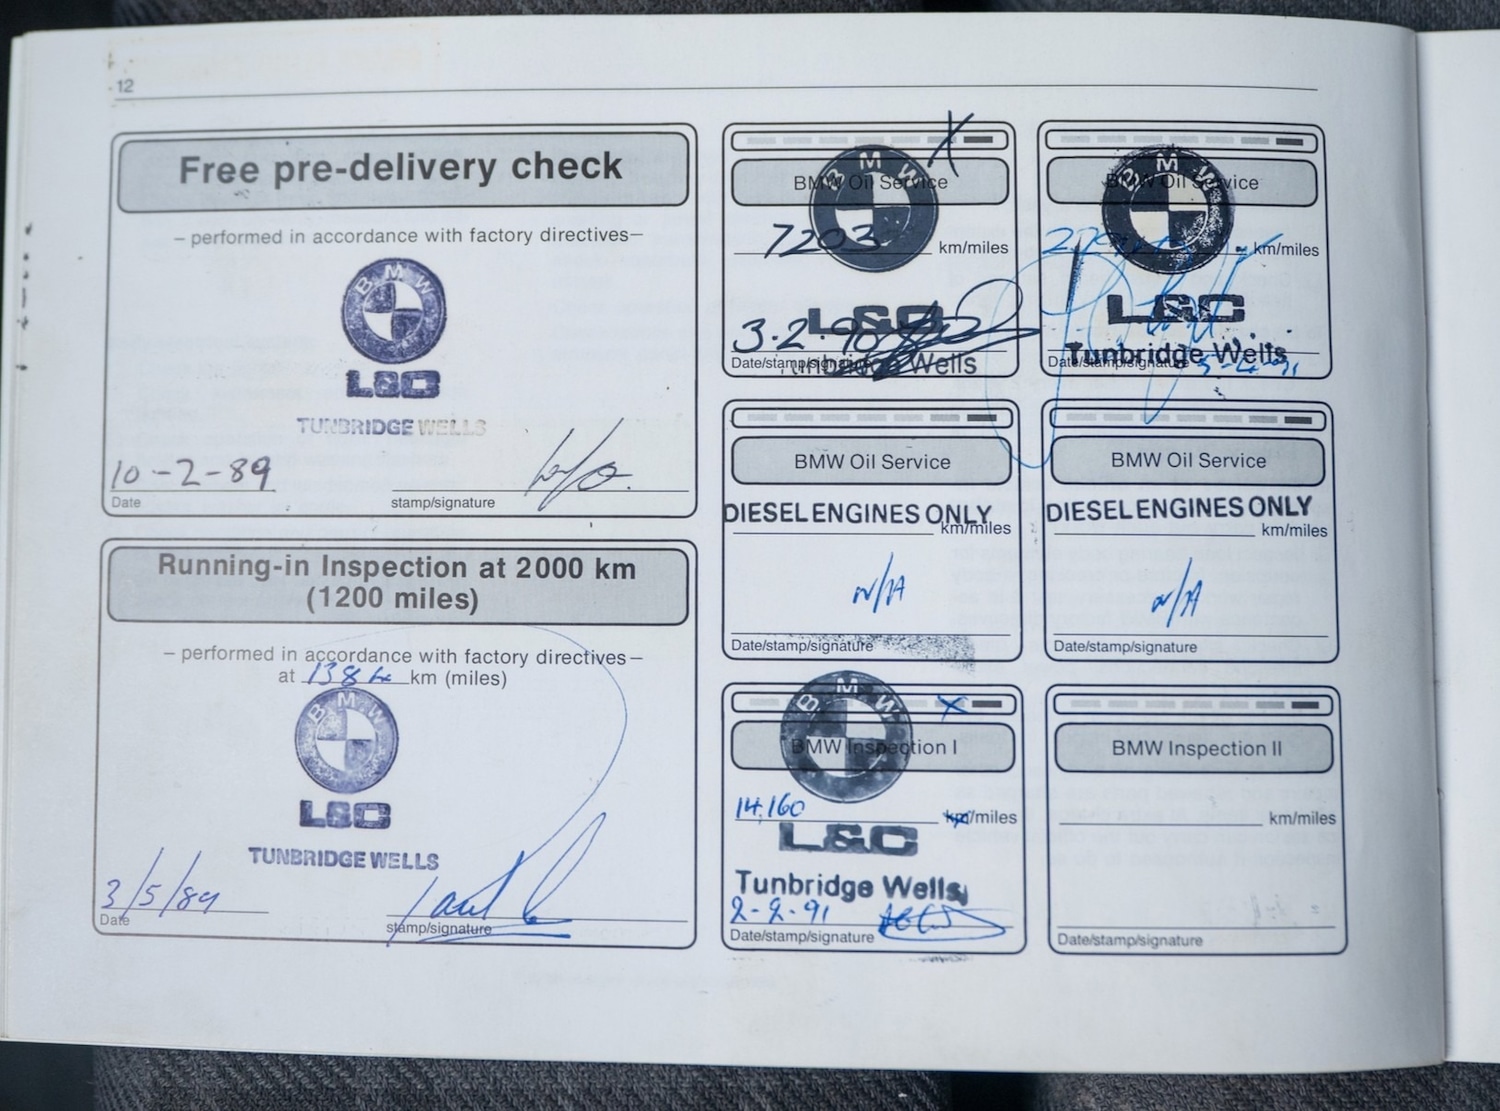 12
Free pre-delivery check
– performed in accordance with factory directives–
BMW
L&C
TUNBRIDGE WELLS
10-2-89
Date
stamp/signature
Running-in Inspection at 2000 km
(1200 miles)
– performed in accordance with factory directives–
at km (miles)
BMW
L&C
TUNBRIDGE WELLS
3/5/89
Date
stamp/signature
X
BMW
BMW Oil Service
7203 km/miles
L&C
3.2.90
Tunbridge Wells
Date/stamp/signature
BMW
BMW Oil Service
km/miles
L&C
Tunbridge Wells
Date/stamp/signature
BMW Oil Service
DIESEL ENGINES ONLY
km/miles
N/A
Date/stamp/signature
BMW Oil Service
DIESEL ENGINES ONLY
km/miles
N/A
Date/stamp/signature
X
BMW
BMW Inspection I
14,160 km/miles
L&C
Tunbridge Wells
2-2-91
Date/stamp/signature
BMW Inspection II
km/miles
Date/stamp/signature